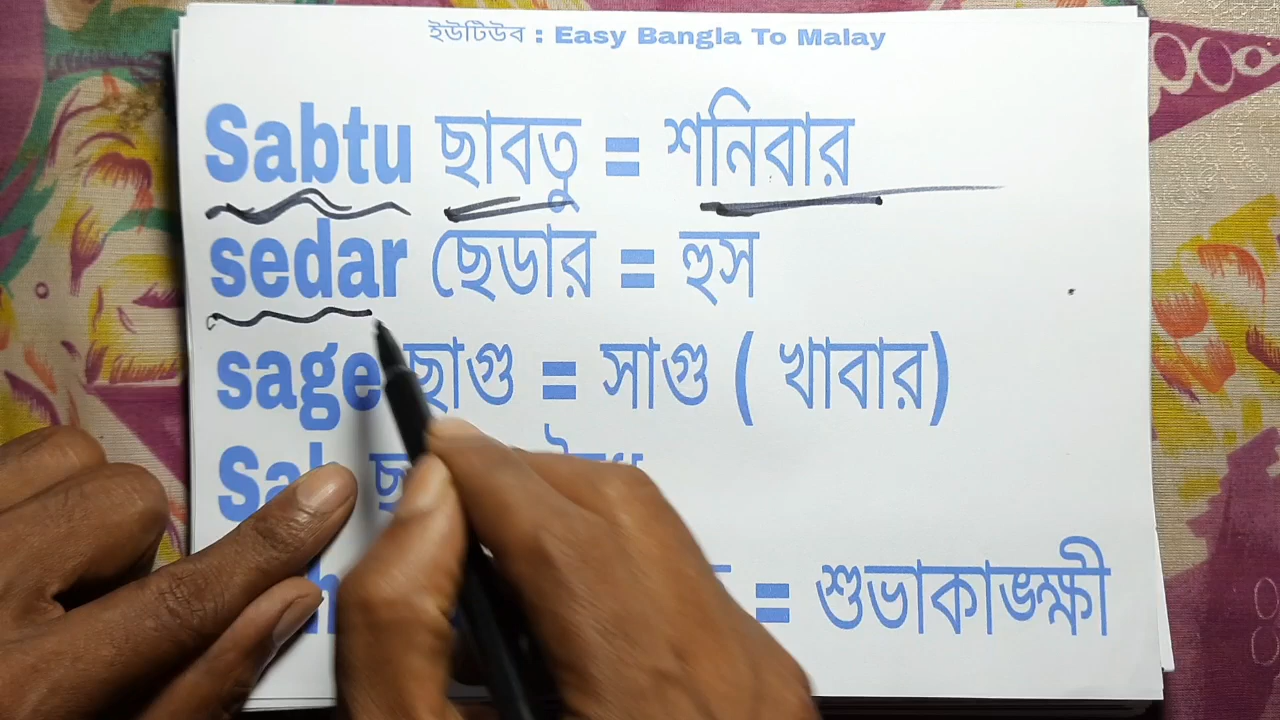 ইউটিউব : Easy Bangla To Malay
Sabtu ছাবতু = শনিবার
sedar ছেডার = হুস
sage ছাগু = সাগু ( খাবার)
= শুভাকাঙ্ক্ষী